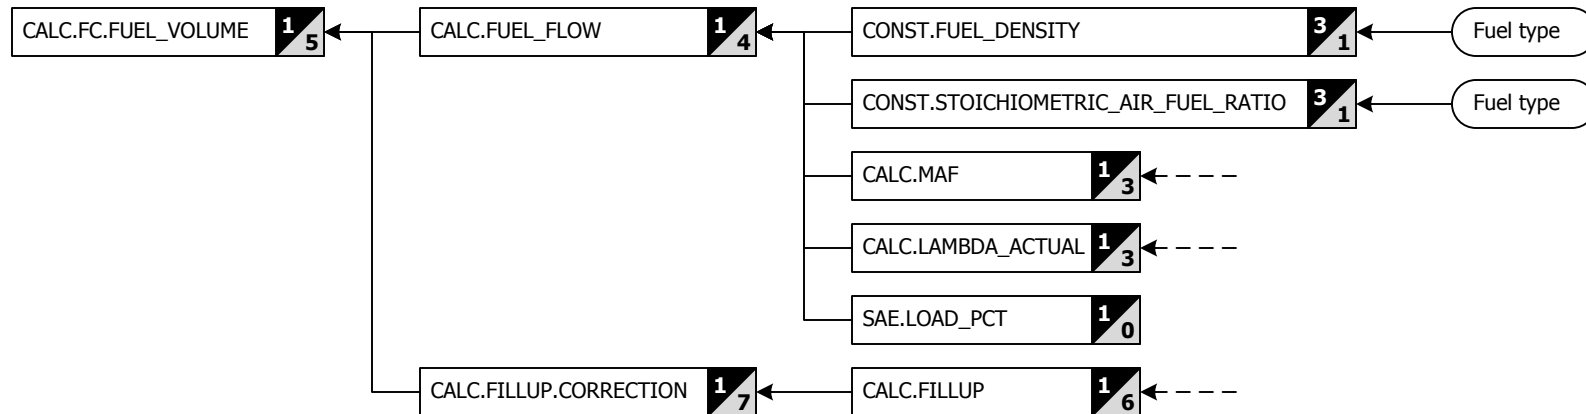 CALC.FC.FUEL_VOLUME 1 5
CALC.FUEL_FLOW 1 4
CONST.FUEL_DENSITY 3 1
Fuel type
CONST.STOICHIOMETRIC_AIR_FUEL_RATIO 3 1
Fuel type
CALC.MAF 1 3
CALC.LAMBDA_ACTUAL 1 3
SAE.LOAD_PCT 1 0
CALC.FILLUP.CORRECTION 1 7
CALC.FILLUP 1 6